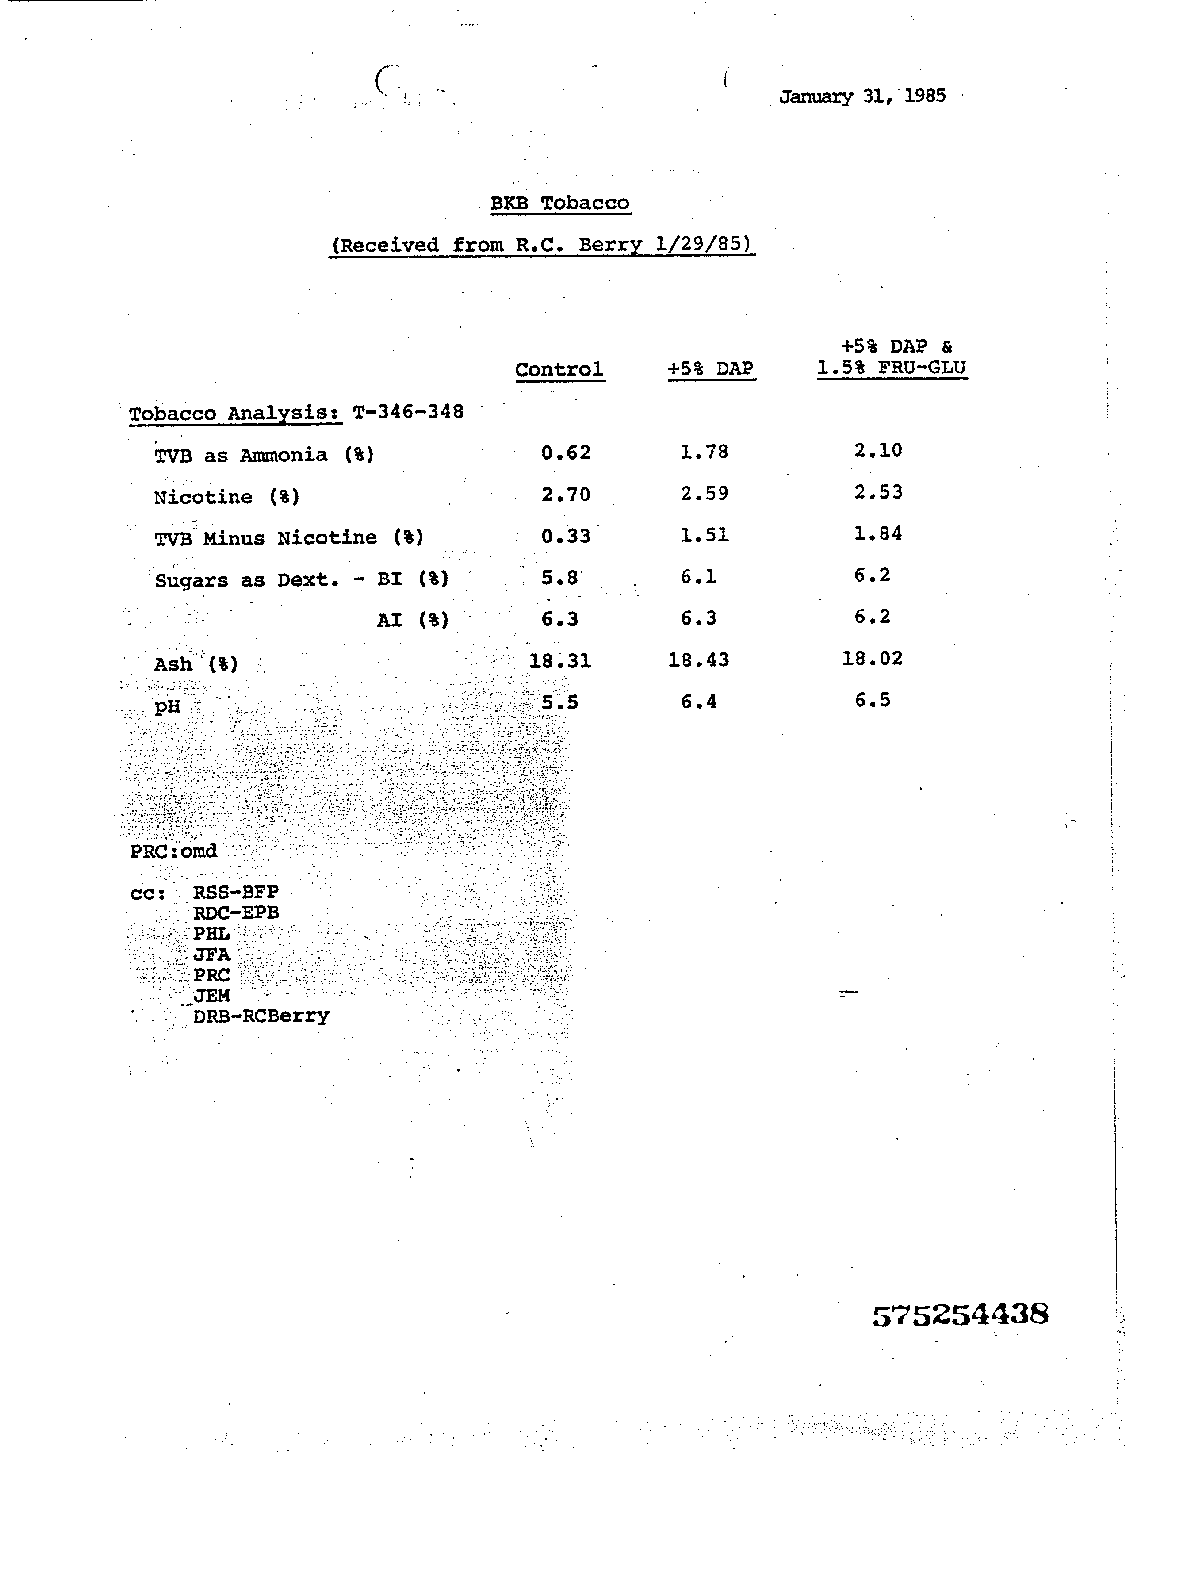 January 31, 1985
BKB Tobacco
(Received from R.C. Berry 1/29/85)
+5% DAP &
Control +5% DAP 1.5% FRU-GLU
Tobacco Analysis: T-346-348
TVB as Ammonia (%) 0.62 1.78 2.10
Nicotine (%) 2.70 2.59 2.53
TVB Minus Nicotine (%) 0.33 1.51 1.84
Sugars as Dext. - BI (%) 5.8 6.1 6.2
AI (%) 6.3 6.3 6.2
Ash (%) 18.31 18.43 18.02
pH 5.5 6.4 6.5
PRC:omd
cc: RSS-BFP
RDC-EPB
PHL
JFA
PRC
JEM
DRB-RCBerry
575254438